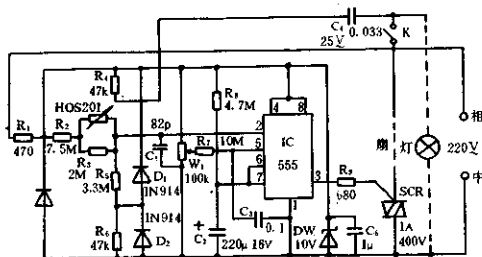 C₄ 0.033
25V
K
R₄
47k
HOS201
R₈
4.7M
4 8
相
R₁
470
R₂
7.5M
82p
2
IC
555
灯
220V
R₃
2M
C₁
W₁
100k
R₇
10M
5
6
7
中
R₅
3.3M
D₁
1N914
3
R₉
680
SCR
1N914
1
1A
400V
R₆
47k
D₂
C₃ 0.1
+
C₂
220μ 16V
DW
10V
C₅
1μ